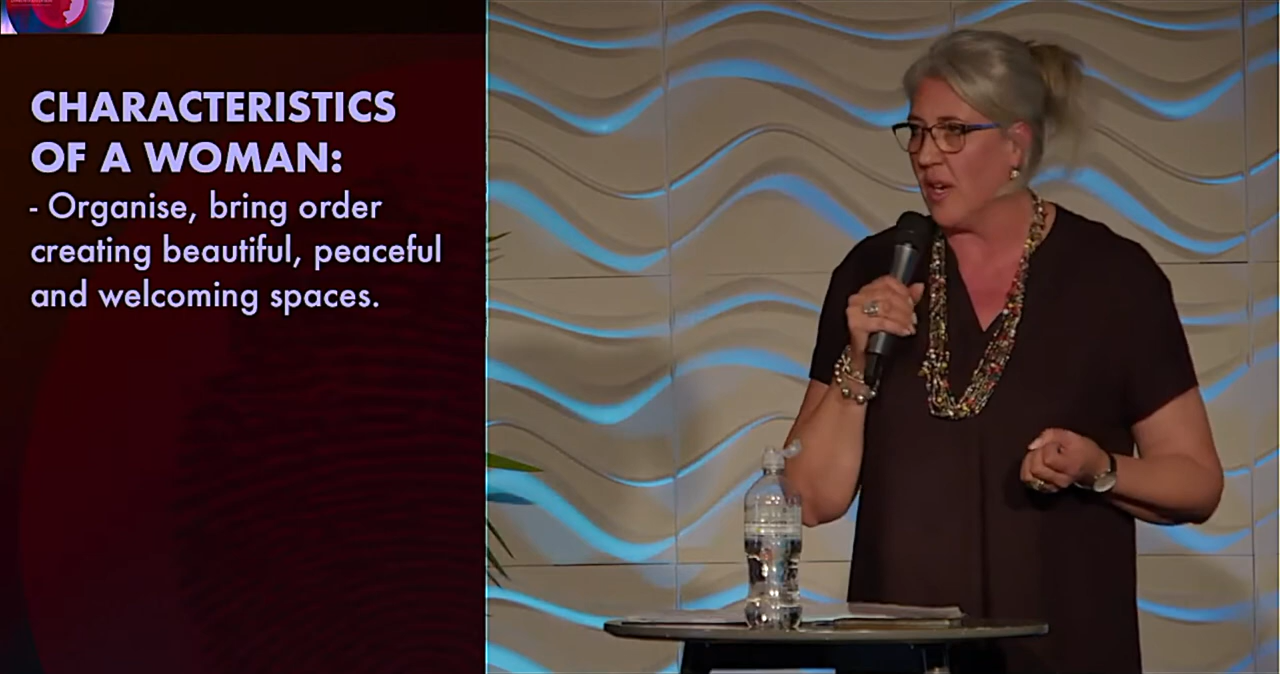 CHARACTERISTICS
OF A WOMAN:
- Organise, bring order
creating beautiful, peaceful
and welcoming spaces.